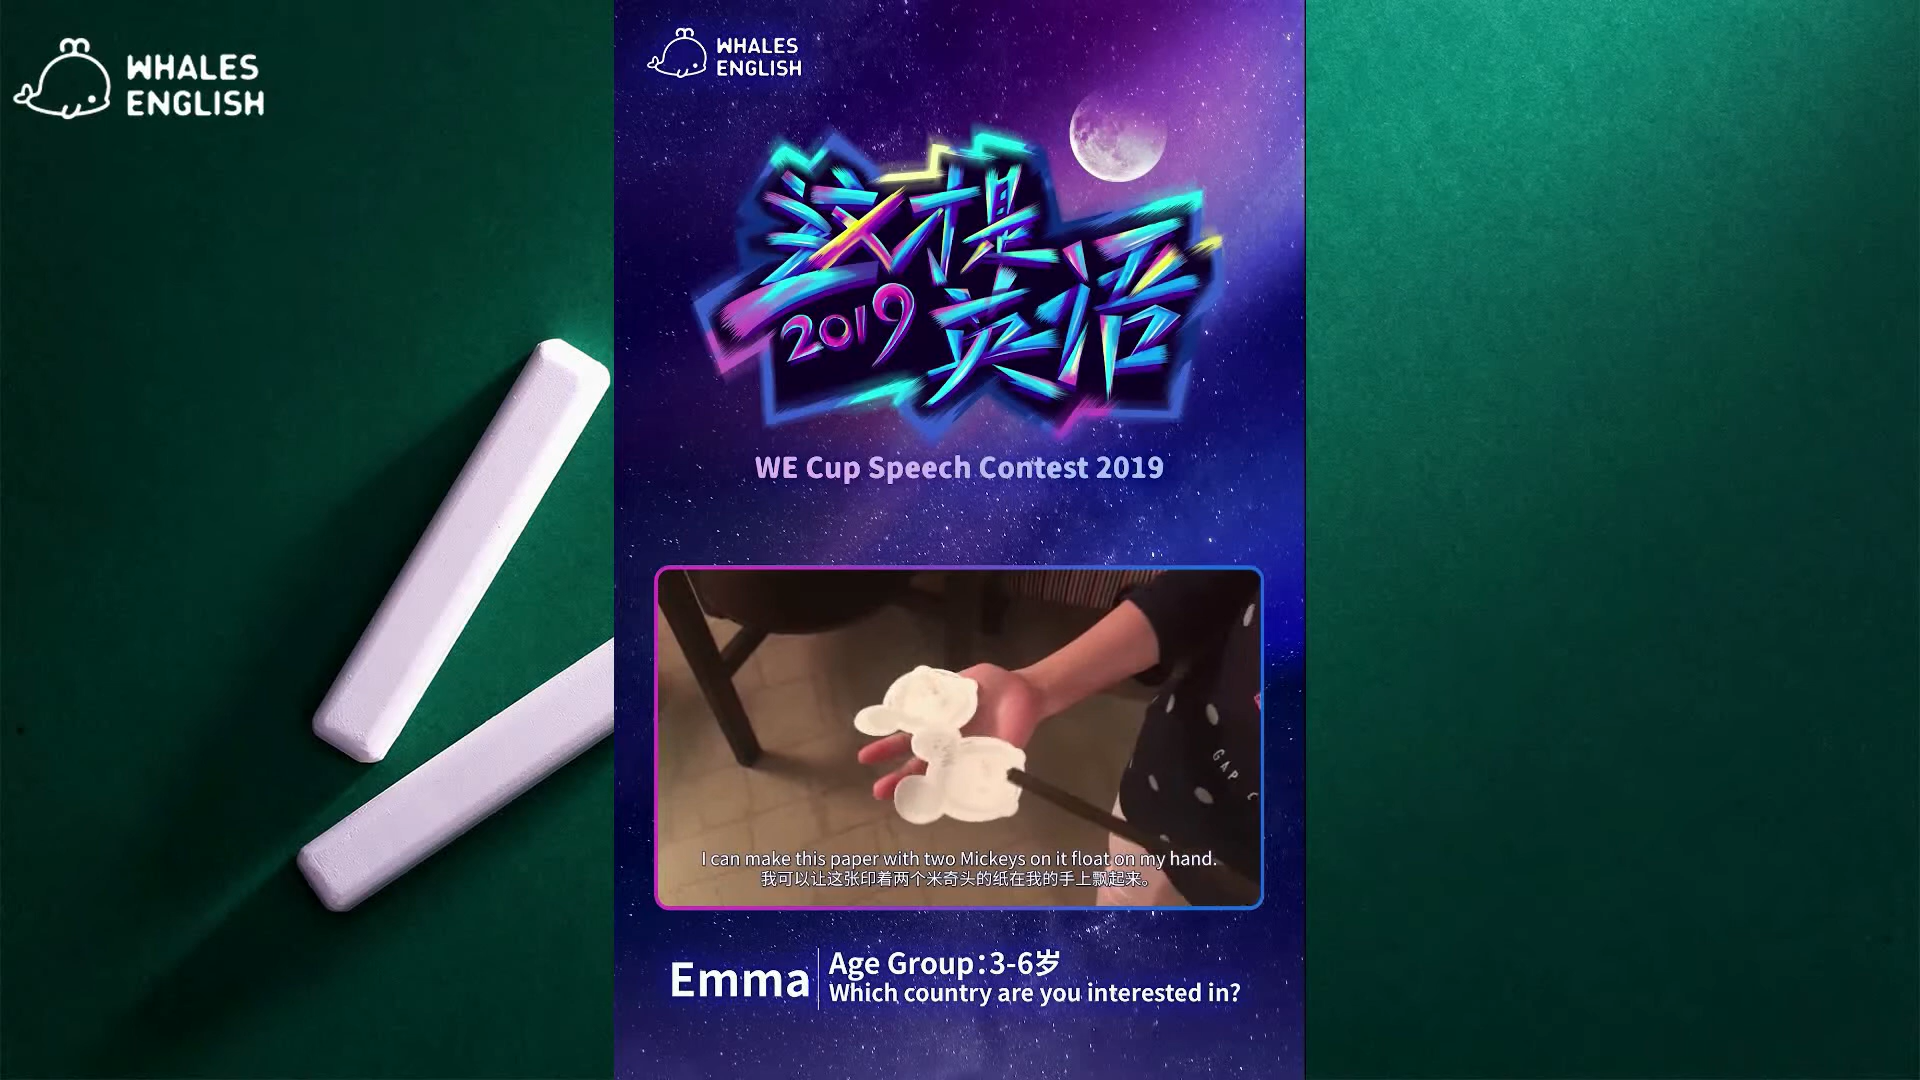 WHALES
ENGLISH
WHALES
ENGLISH
这才是
2019 英语
WE Cup Speech Contest 2019
GAP
I can make this paper with two Mickeys on it float on my hand.
我可以让这张印着两个米奇头的纸在我的手上飘起来。
Emma
Age Group:3-6岁
Which country are you interested in?